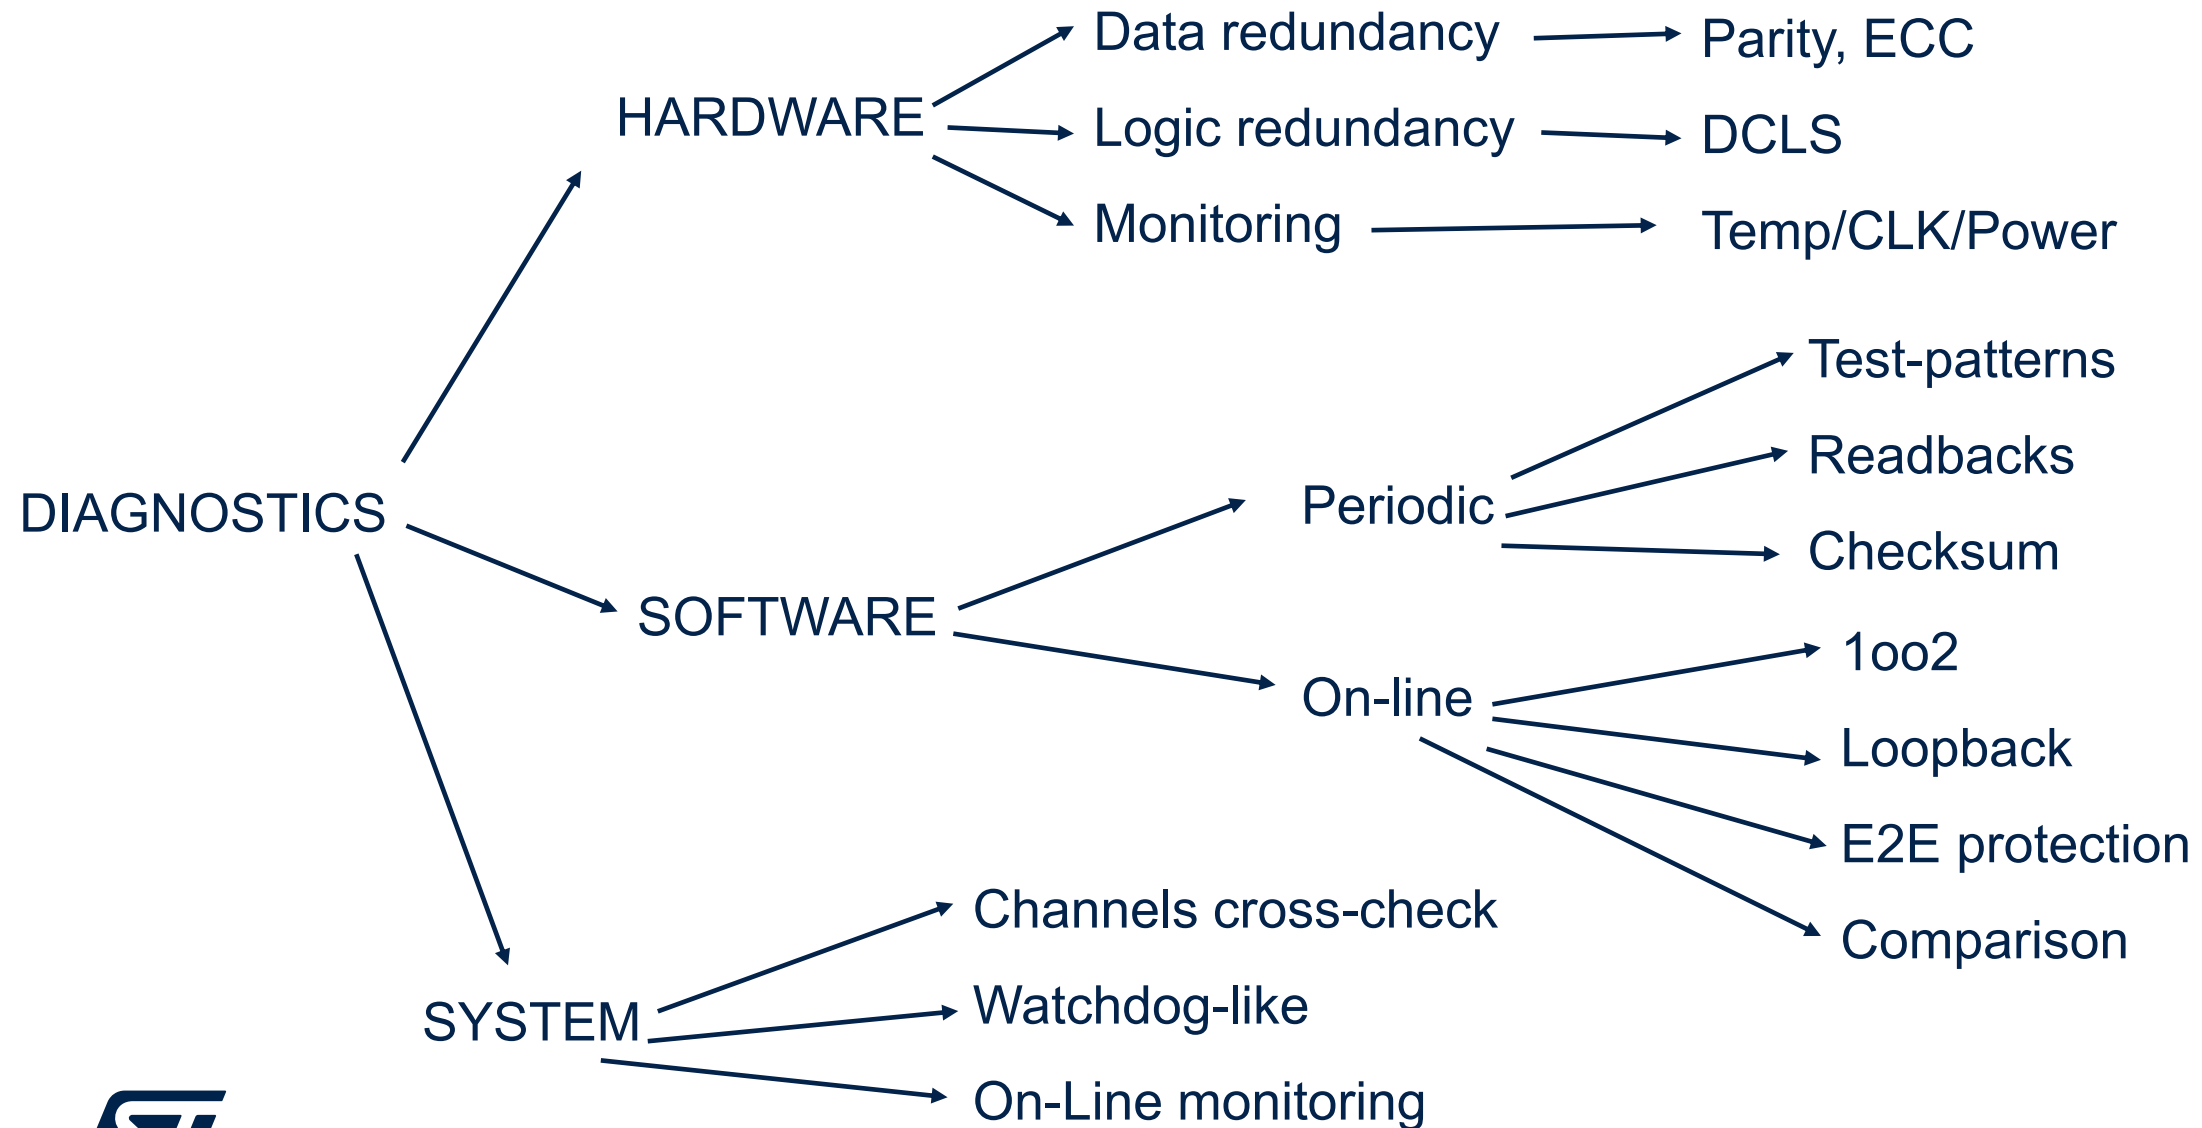 Data redundancy
Parity, ECC
HARDWARE
Logic redundancy
DCLS
Monitoring
Temp/CLK/Power
Test-patterns
Readbacks
Periodic
Checksum
DIAGNOSTICS
SOFTWARE
1oo2
On-line
Loopback
E2E protection
Comparison
Channels cross-check
SYSTEM
Watchdog-like
On-Line monitoring